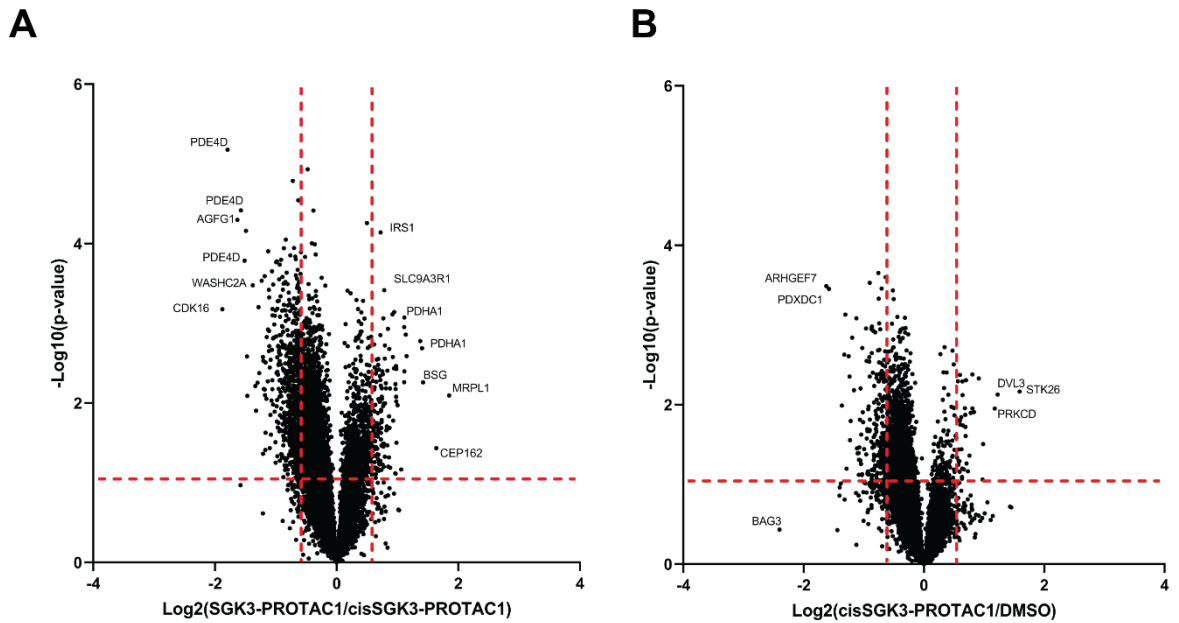 A
B
6
4
2
0
-4
-2
0
2
4
-Log10(p-value)
Log2(SGK3-PROTAC1/cisSGK3-PROTAC1)
PDE4D
PDE4D
AGFG1
PDE4D
WASHC2A
CDK16
IRS1
SLC9A3R1
PDHA1
PDHA1
BSG
MRPL1
CEP162
6
4
2
0
-4
-2
0
2
4
-Log10(p-value)
Log2(cisSGK3-PROTAC1/DMSO)
ARHGEF7
PDXDC1
DVL3
STK26
PRKCD
BAG3